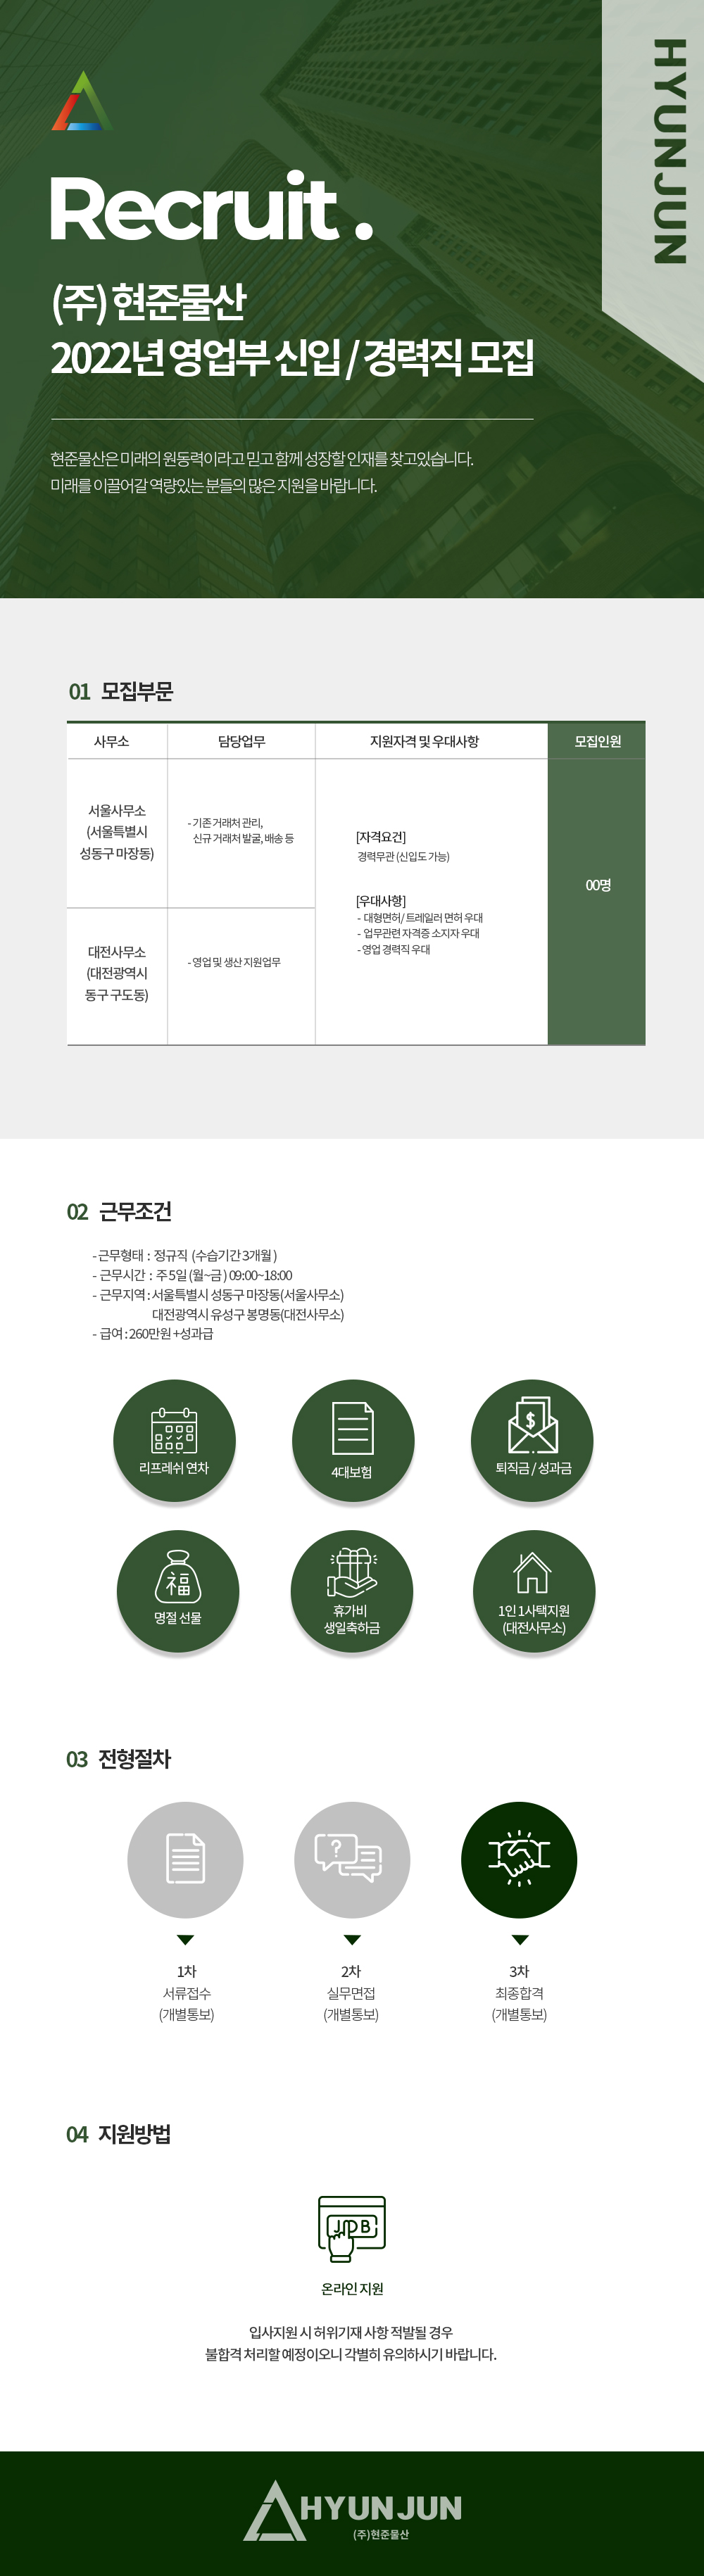 HYUNJUN
Recruit .
(주) 현준물산
2022년 영업부 신입 / 경력직 모집
현준물산은 미래의 원동력이라고 믿고 함께 성장할 인재를 찾고있습니다.
미래를 이끌어갈 역량있는 분들의 많은 지원을 바랍니다.
01 모집부문
사무소 담당업무 지원자격 및 우대사항 모집인원
서울사무소
(서울특별시
성동구 마장동)
- 기존 거래처 관리,
신규 거래처 발굴, 배송 등
대전사무소
(대전광역시
동구 구도동)
- 영업 및 생산 지원업무
[자격요건]
경력무관 (신입도 가능)
[우대사항]
- 대형면허/ 트레일러 면허 우대
- 업무관련 자격증 소지자 우대
- 영업 경력직 우대
00명
02 근무조건
- 근무형태 : 정규직 (수습기간 3개월 )
- 근무시간 : 주 5일 (월~금 ) 09:00~18:00
- 근무지역 : 서울특별시 성동구 마장동(서울사무소)
대전광역시 유성구 봉명동(대전사무소)
- 급여 : 260만원 +성과급
리프레쉬 연차
4대보험
$
퇴직금 / 성과금
福
명절 선물
휴가비
생일축하금
1인 1사택지원
(대전사무소)
03 전형절차
?
1차
서류접수
(개별통보)
2차
실무면접
(개별통보)
3차
최종합격
(개별통보)
04 지원방법
JOB
온라인 지원
입사지원 시 허위기재 사항 적발될 경우
불합격 처리할 예정이오니 각별히 유의하시기 바랍니다.
HYUNJUN
(주)현준물산